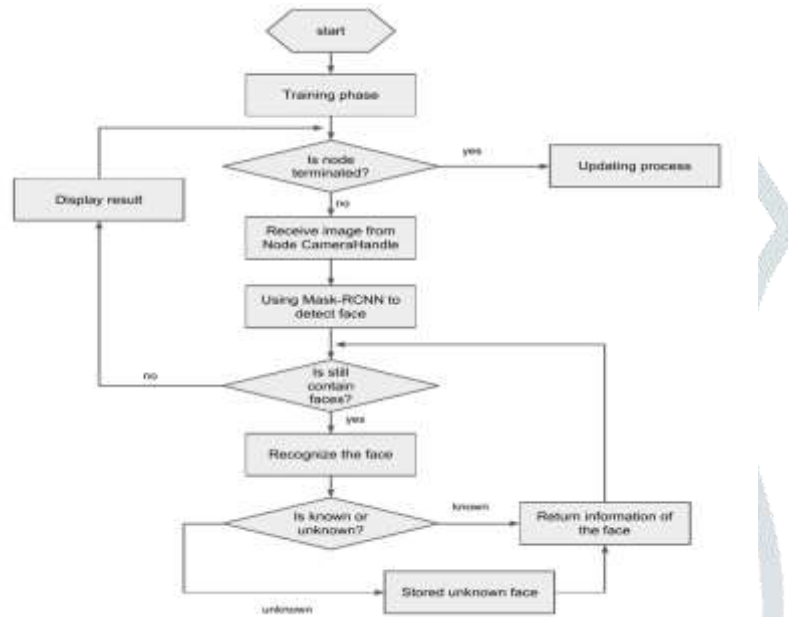 start
Training phase
Is node
terminated?
yes
Updating process
Display result
no
Receive image from
Node CameraHandle
Using Mask-RCNN to
detect face
no
Is still
contain
faces?
yes
Recognize the face
Is known or
unknown?
known
Return information of
the face
unknown
Stored unknown face